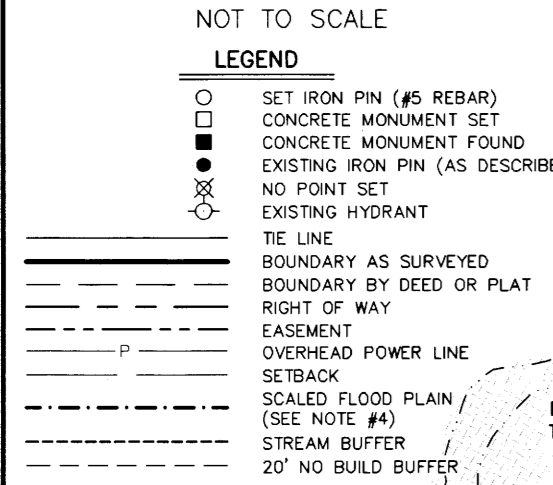 NOT TO SCALE
LEGEND
SET IRON PIN (#5 REBAR)
CONCRETE MONUMENT SET
CONCRETE MONUMENT FOUND
EXISTING IRON PIN (AS
NO POINT SET
EXISTING HYDRANT
TIE LINE
BOUNDARY AS SURVEYED
BOUNDARY BY DEED OR PLAT
RIGHT OF WAY
EASEMENT
P OVERHEAD POWER LINE
SETBACK
SCALED FLOOD PLAIN
(SEE NOTE #4)
STREAM BUFFER
20' NO BUILD BUFFER